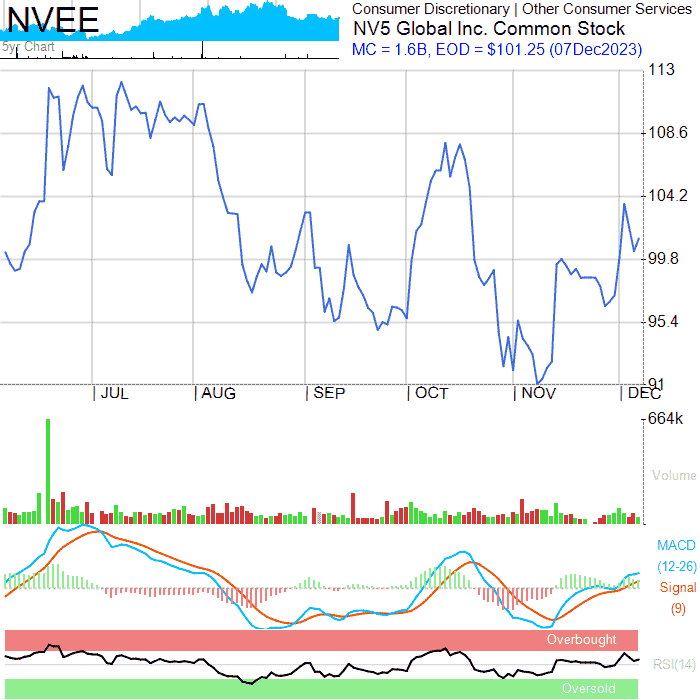 NVEE
5yr Chart
Consumer Discretionary | Other Consumer Services
NV5 Global Inc. Common Stock
MC = 1.6B, EOD = $101.25 (07Dec2023)
113
108.6
104.2
99.8
95.4
91
JUL
AUG
SEP
OCT
NOV
DEC
664k
Volume
MACD
(12-26)
Signal
(9)
Overbought
RSI(14)
Oversold